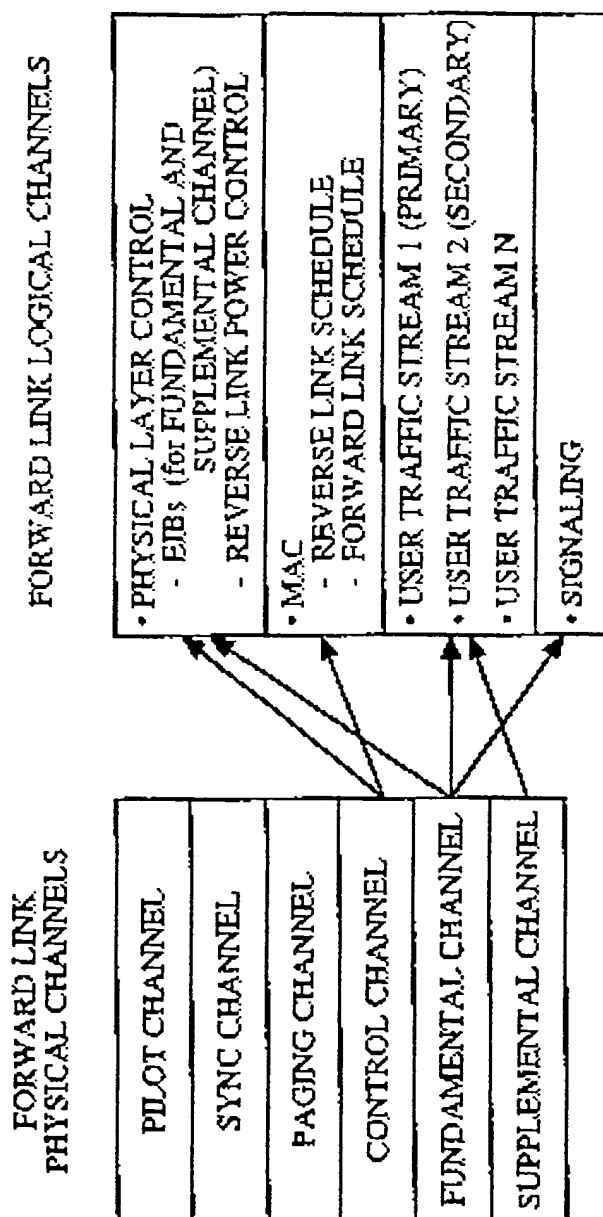 FORWARD LINK
PHYSICAL CHANNELS
PILOT CHANNEL
SYNC CHANNEL
PAGING CHANNEL
CONTROL CHANNEL
FUNDAMENTAL CHANNEL
SUPPLEMENTAL CHANNEL
FORWARD LINK LOGICAL CHANNELS
• PHYSICAL LAYER CONTROL
- EIBs (for FUNDAMENTAL AND
SUPPLEMENTAL CHANNEL)
- REVERSE LINK POWER CONTROL
• MAC
- REVERSE LINK SCHEDULE
- FORWARD LINK SCHEDULE
• USER TRAFFIC STREAM 1 (PRIMARY)
• USER TRAFFIC STREAM 2 (SECONDARY)
• USER TRAFFIC STREAM N
• SIGNALING